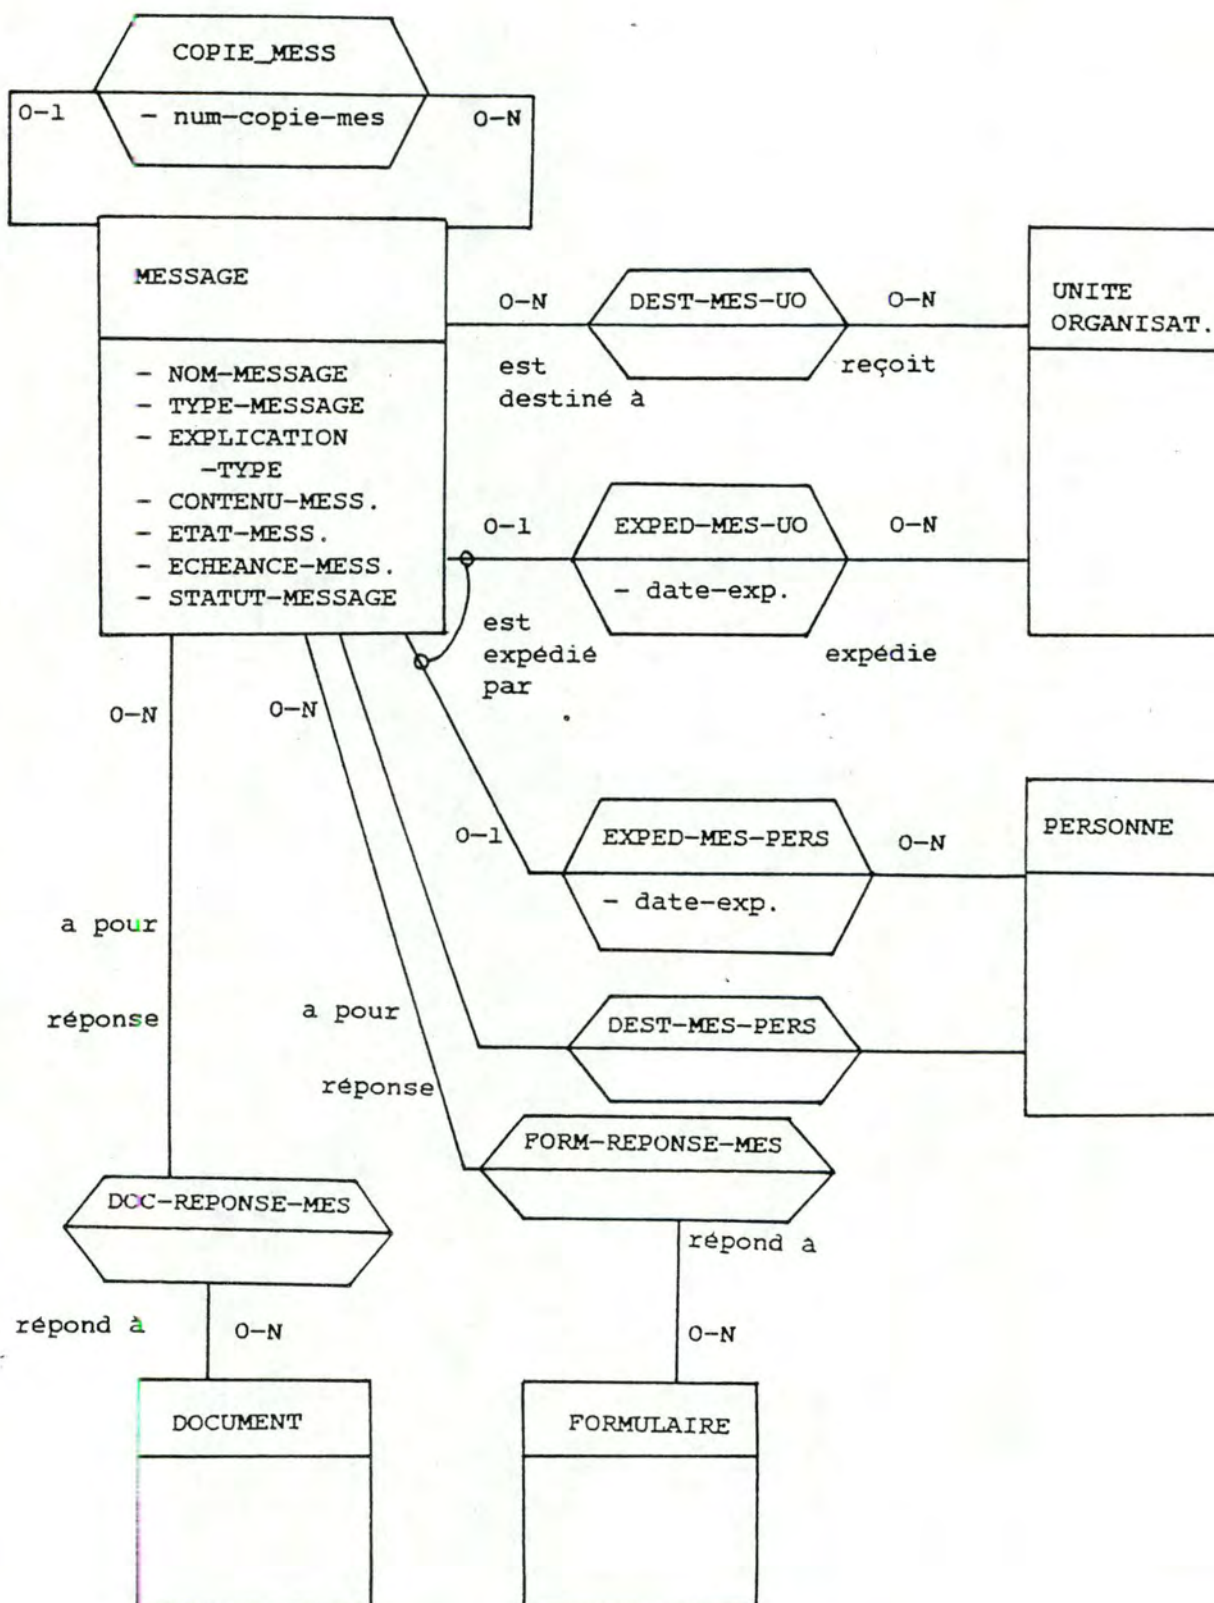 COPIE_MESS
0-1
- num-copie-mes
0-N
MESSAGE
- NOM-MESSAGE
- TYPE-MESSAGE
- EXPLICATION
-TYPE
- CONTENU-MESS.
- ETAT-MESS.
- ECHEANCE-MESS.
- STATUT-MESSAGE
0-N
DEST-MES-UO
0-N
est
destiné à
reçoit
UNITE
ORGANISAT.
0-1
EXPED-MES-UO
0-N
- date-exp.
est
expédié
par
expédie
0-N
0-N
0-1
EXPED-MES-PERS
0-N
- date-exp.
PERSONNE
a pour
réponse
a pour
réponse
DEST-MES-PERS
FORM-REPONSE-MES
répond à
DOC-REPONSE-MES
répond à
0-N
0-N
DOCUMENT
FORMULAIRE